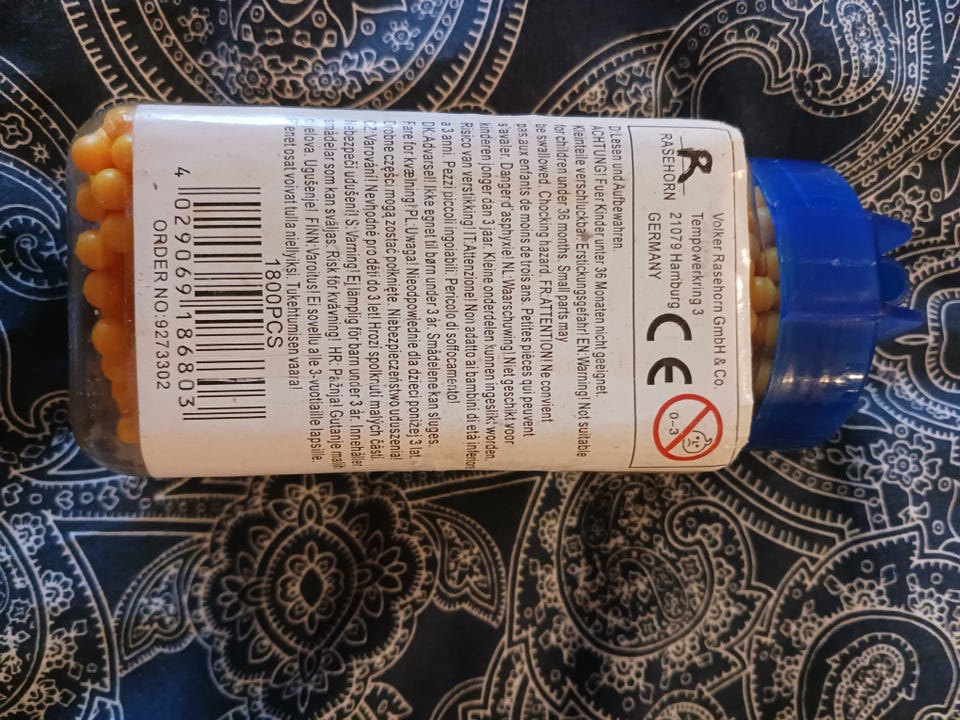 R
RASEHORN
Volker Rasehorn GmbH & Co.
Tempowerkring 3
21079 Hamburg
GERMANY
CE
0-3
D:Lesen und Aufbewahren.
ACHTUNG! Fuer Kinder unter 36 Monaten nicht geeignet.
Kleinteile verschluckbar. Erstickungsgefahr! EN:Warning! Not suitable
for children under 36 months. Small parts may
be swallowed. Chocking hazard. FR:ATTENTION! Ne convient
pas aux enfants de moins de trois ans. Petites pièces qui peuvent
s'avaler. Danger d'asphyxie! NL:Waarschuwing! Niet geschikt voor
kinderen jonger dan 3 jaar. Kleine onderdelen kunnen ingeslikt worden.
Risico van verstikking! IT:Attenzione! Non adatto ai bambini di età inferiore
a 3 anni. Pezzi piccoli ingoiabili: Pericolo di soffocamento!
DK:Advarsel! Ikke egnet til børn under 3 år. Smådelene kan sluges.
Fare for kvælning! PL:Uwaga! Nieodpowiednie dla dzieci poniżej 3 lat
Drobne części mogą zostać połknięte. Niebezpieczeństwo uduszenia!
CZ:Varování! Nevhodné pro děti do 3 let Hrozí spolknutí malých částí
Nebezpečí udušení! S:Varning! Ej lämplig för barn under 3 år. Innehåller
smådelar som kan sväljas. Risk för kvävning! HR: Pažnja! Gutanje malih
djelova. Ugušenje! FINN:Varoitus! Ei sovellu alle 3-vuotiaille lapsille.
Pienet osat voivat tulla niellyiksi. Tukehtumisen vaara!
1800PCS
4 029069 186803
ORDER NO:9273302